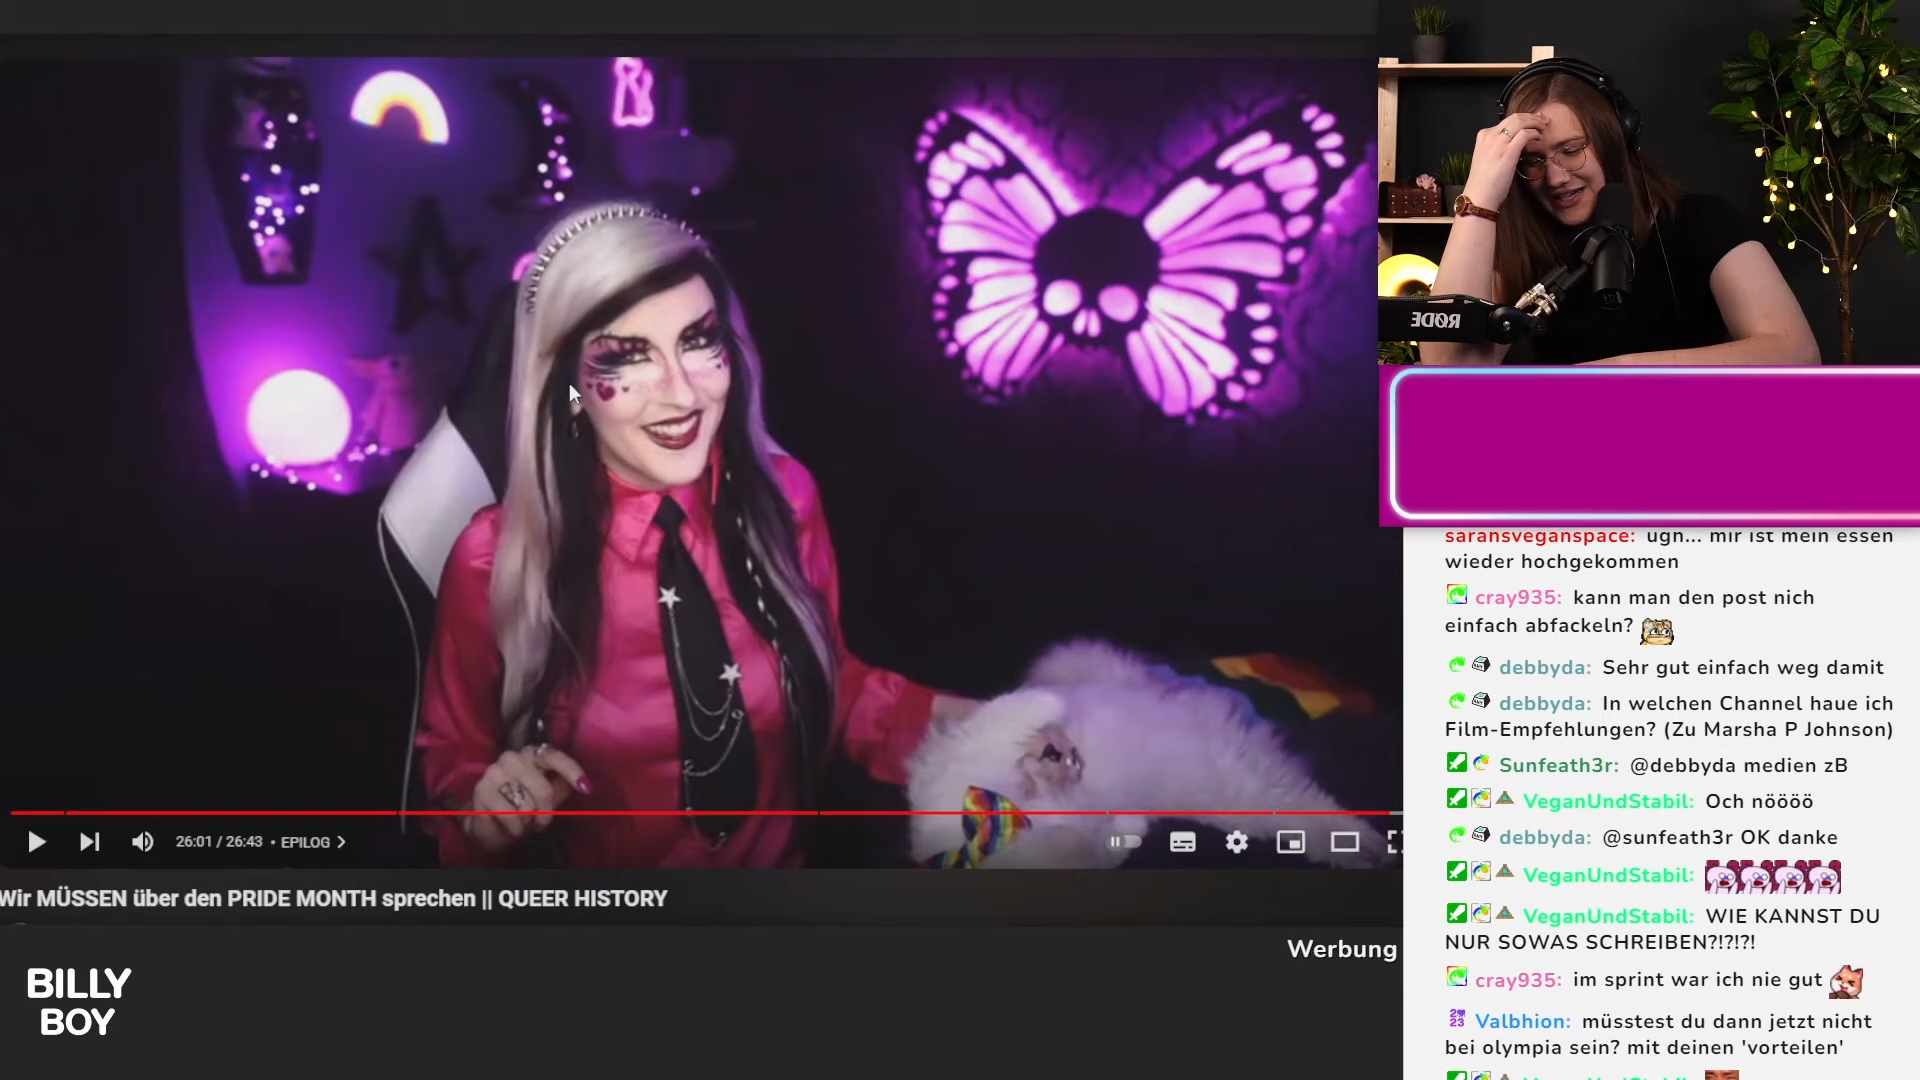 26:01 / 26:43 • EPILOG
Wir MÜSSEN über den PRIDE MONTH sprechen || QUEER HISTORY
BILLY
BOY
Werbung
RØDE
saransveganspace: ugh... mir ist mein essen
wieder hochgekommen
cray935: kann man den post nich
einfach abfackeln?
debbyda: Sehr gut einfach weg damit
debbyda: In welchen Channel haue ich
Film-Empfehlungen? (Zu Marsha P Johnson)
Sunfeath3r: @debbyda medien zB
VeganUndStabil: Och nöööö
debbyda: @sunfeath3r OK danke
VeganUndStabil:
VeganUndStabil: WIE KANNST DU
NUR SOWAS SCHREIBEN?!?!?!
cray935: im sprint war ich nie gut
Valbhion: müsstest du dann jetzt nicht
bei olympia sein? mit deinen 'vorteilen'